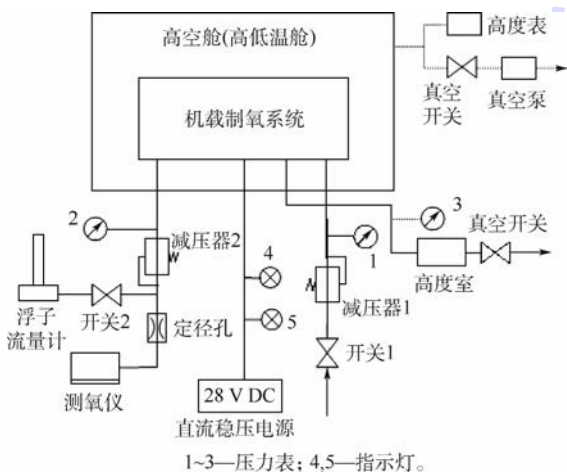 高空舱(高低温舱)
高度表
真空
开关
真空泵
机载制氧系统
2
减压器2
4
5
1
3
真空开关
高度室
减压器1
浮子
流量计
开关2
定径孔
开关1
测氧仪
28 V DC
直流稳压电源
1~3—压力表; 4,5—指示灯。